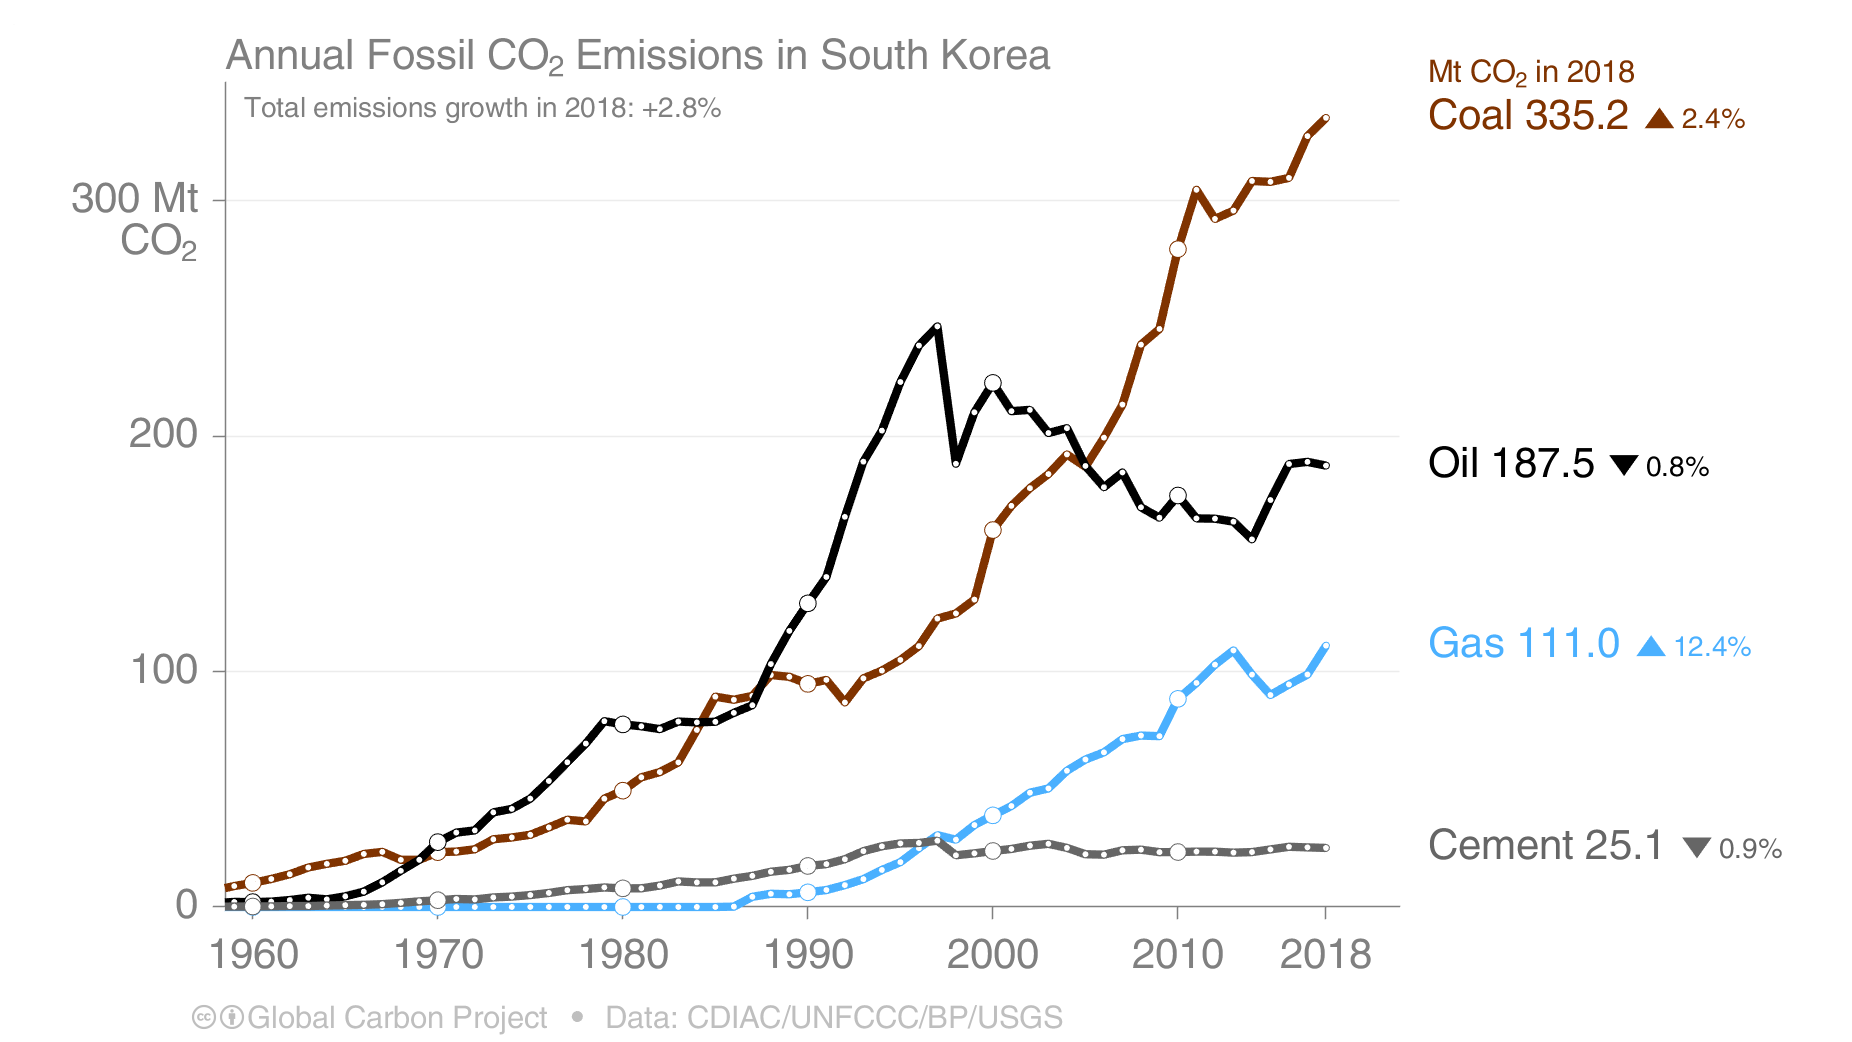 Annual Fossil CO₂ Emissions in South Korea
Total emissions growth in 2018: +2.8%
Mt CO₂ in 2018
Coal 335.2 ▲ 2.4%
300 Mt
CO₂
200
Oil 187.5 ▼ 0.8%
100
Gas 111.0 ▲ 12.4%
Cement 25.1 ▼ 0.9%
0
1960 1970 1980 1990 2000 2010 2018
cc Global Carbon Project • Data: CDIAC/UNFCCC/BP/USGS